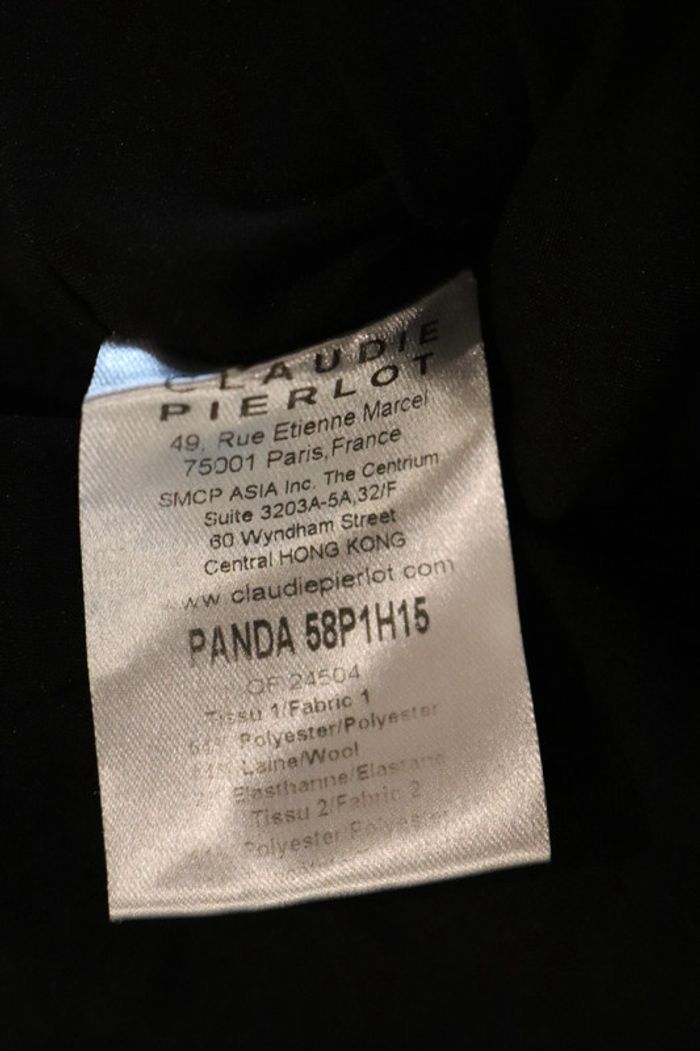 CLAUDIE
PIERLOT
49, Rue Etienne Marcel
75001 Paris,France
SMCP ASIA Inc. The Centrium
Suite 3203A-5A,32/F
60 Wyndham Street
Central HONG KONG
www claudiepierlot com
PANDA 58P1H15
OF 24504
Tissu 1/Fabric 1
Polyester/Polyester
Laine/Wool
Elasthanne/Elastane
Tissu 2/Fabric 2
Polyester/Polyester